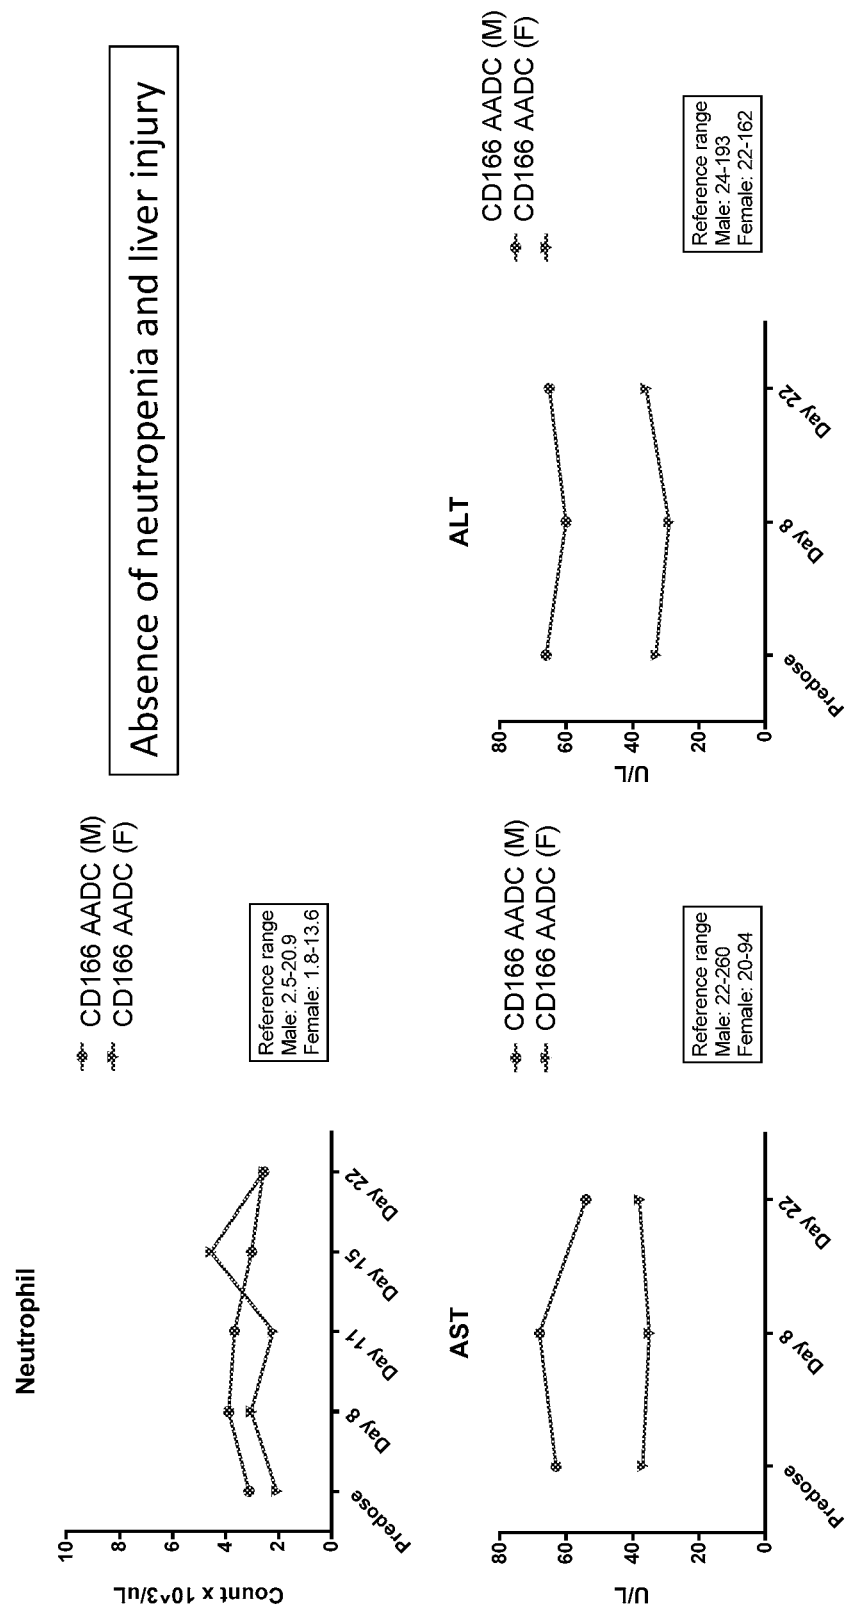 Neutrophil
Count x 10^3/uL
10
8
6
4
2
0
Predose
Day 8
Day 11
Day 15
Day 22
CD166 AADC (M)
CD166 AADC (F)
Reference range
Male: 2.5-20.9
Female: 1.8-13.6
Absence of neutropenia and liver injury
AST
U/L
80
60
40
20
0
Predose
Day 8
Day 22
CD166 AADC (M)
CD166 AADC (F)
Reference range
Male: 22-260
Female: 20-94
ALT
U/L
80
60
40
20
0
Predose
Day 8
Day 22
CD166 AADC (M)
CD166 AADC (F)
Reference range
Male: 24-193
Female: 22-162